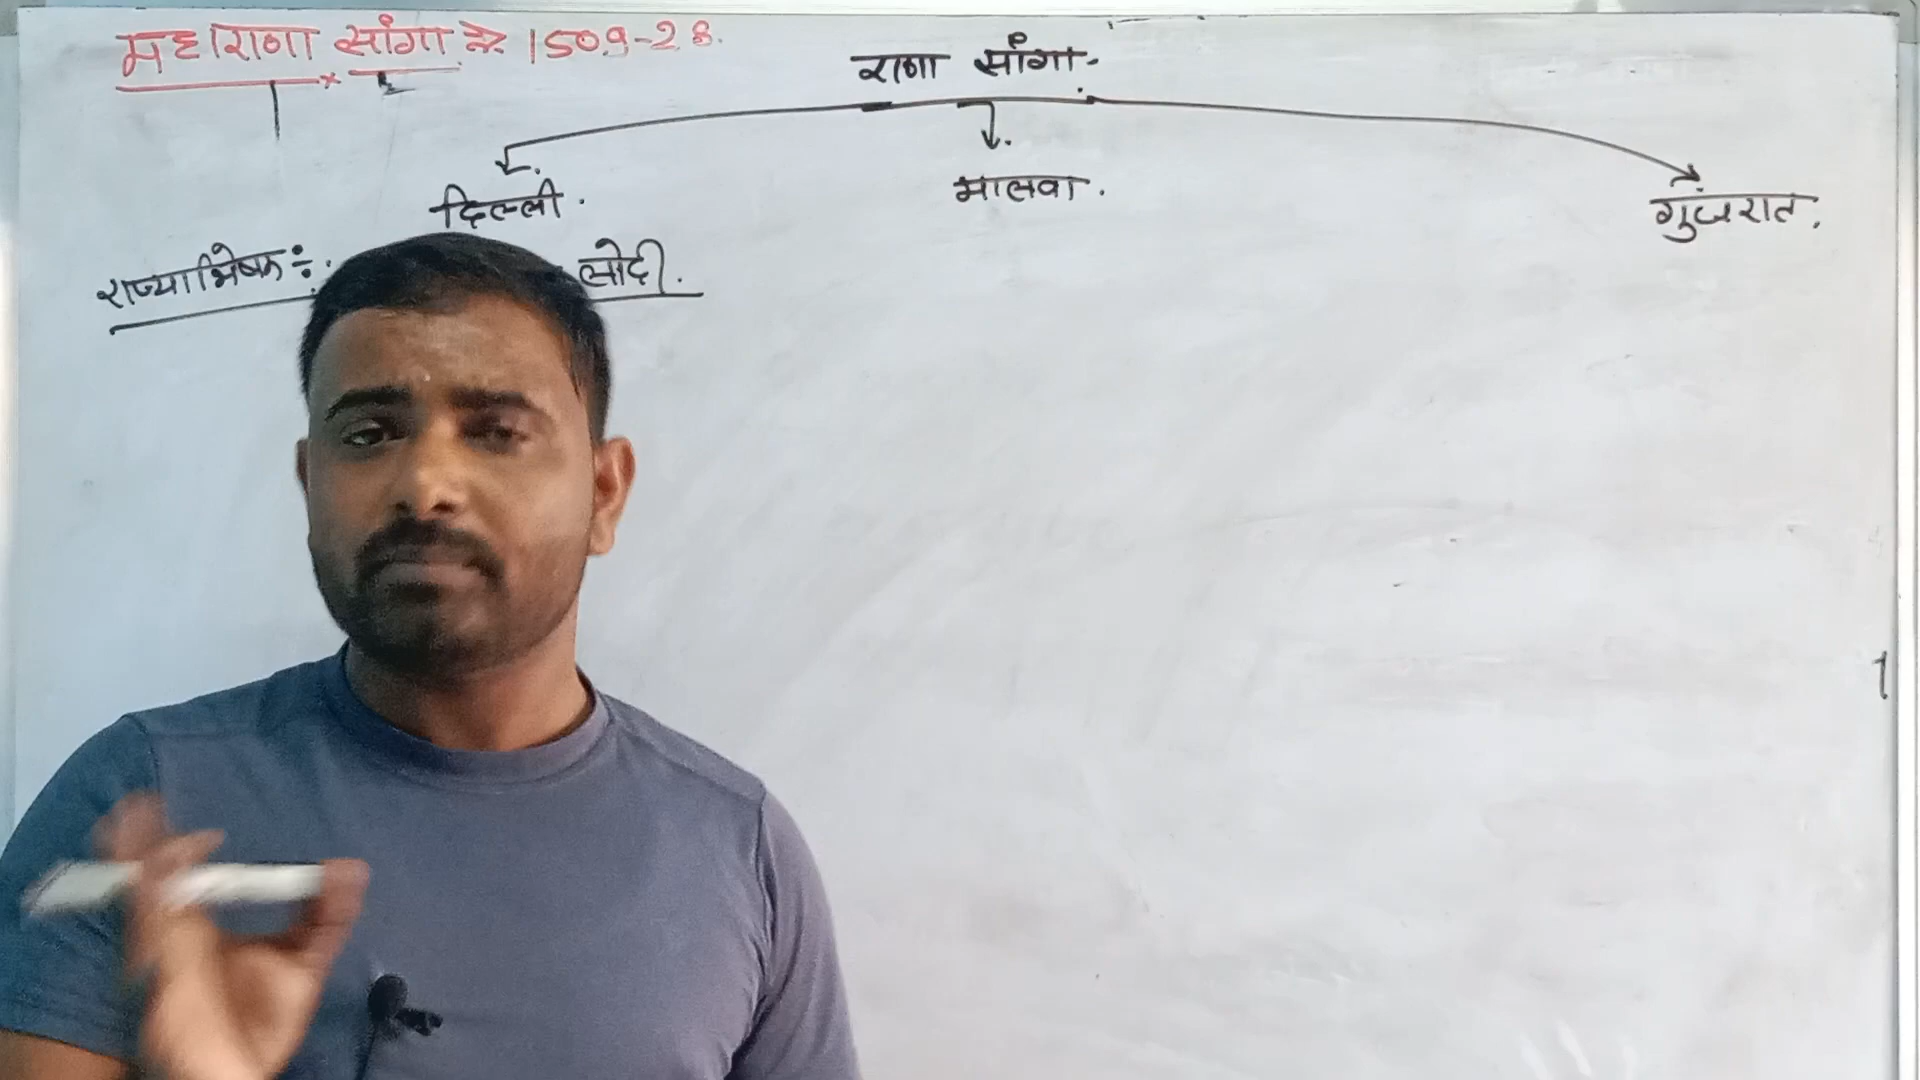 महाराणा सांगा :- 1509-28.
राणा सांगा.
दिल्ली.
मालवा.
गुजरात.
राज्याभिषेक ÷ लोदी.